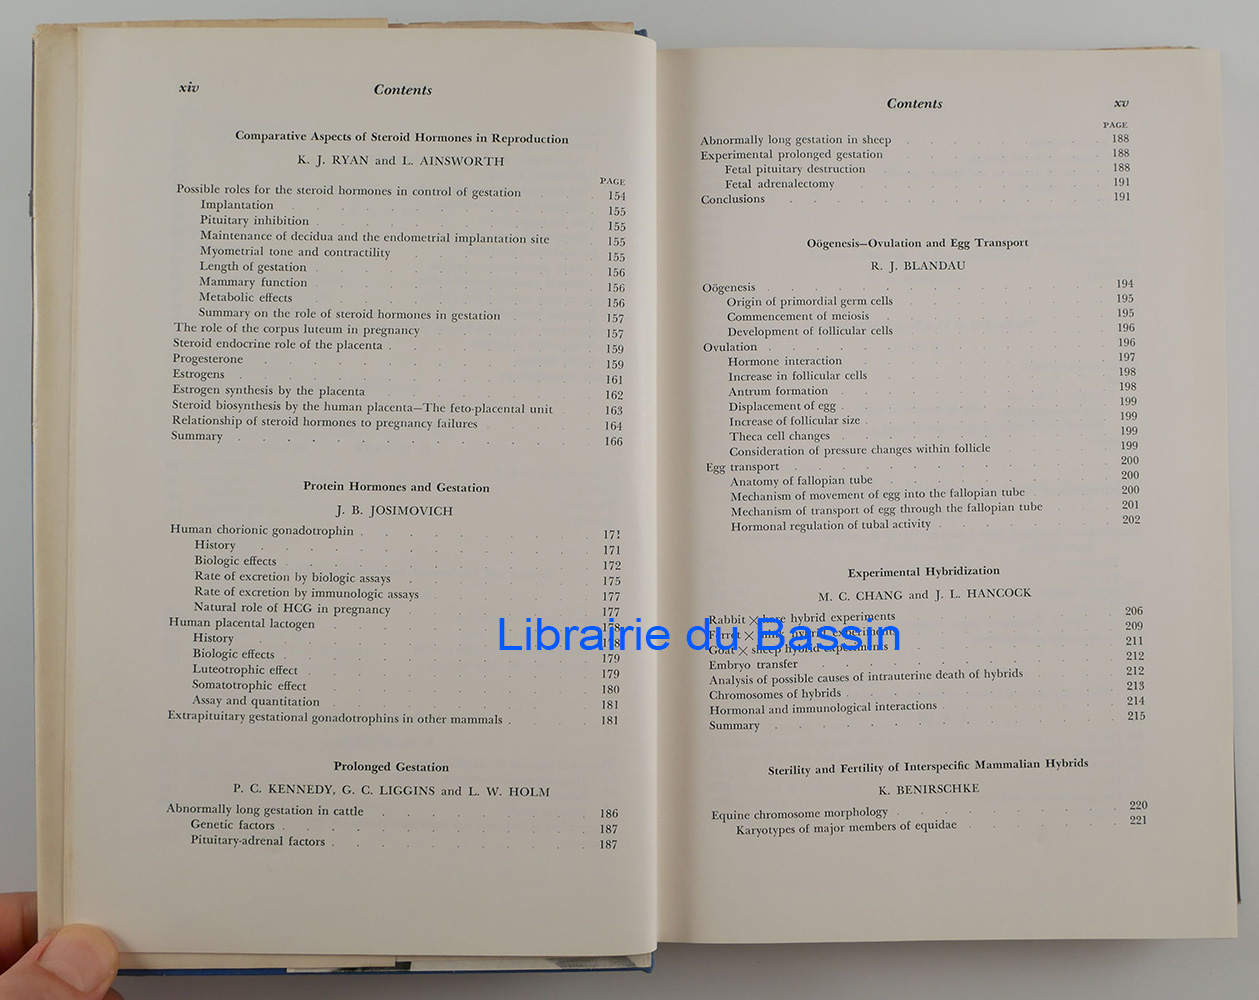 xiv Contents
Comparative Aspects of Steroid Hormones in Reproduction
K. J. RYAN and L. AINSWORTH
PAGE
Possible roles for the steroid hormones in control of gestation . 154
Implantation . . . . . . . . . . 155
Pituitary inhibition . . . . . . . . . 155
Maintenance of decidua and the endometrial implantation site . 155
Myometrial tone and contractility . . . . . . 155
Length of gestation . . . . . . . . . 156
Mammary function . . . . . . . . . 156
Metabolic effects . . . . . . . . . 156
Summary on the role of steroid hormones in gestation . . . 157
The role of the corpus luteum in pregnancy . . . . . 157
Steroid endocrine role of the placenta . . . . . . 159
Progesterone . . . . . . . . . . 159
Estrogens . . . . . . . . . . . 161
Estrogen synthesis by the placenta . . . . . . . 162
Steroid biosynthesis by the human placenta—The feto-placental unit . 163
Relationship of steroid hormones to pregnancy failures . . . 164
Summary . . . . . . . . . . . 166
Protein Hormones and Gestation
J. B. JOSIMOVICH
Human chorionic gonadotrophin . . . . . . . 171
History . . . . . . . . . . . 171
Biologic effects . . . . . . . . . . 172
Rate of excretion by biologic assays . . . . . . 175
Rate of excretion by immunologic assays . . . . . 177
Natural role of HCG in pregnancy . . . . . . 177
Human placental lactogen . . . . . . . . 178
History . . . . . . . . . . . 178
Biologic effects . . . . . . . . . . 179
Luteotrophic effect . . . . . . . . . 179
Somatotrophic effect . . . . . . . . . 180
Assay and quantitation . . . . . . . . 181
Extrapituitary gestational gonadotrophins in other mammals . . . 181
Prolonged Gestation
P. C. KENNEDY, G. C. LIGGINS and L. W. HOLM
Abnormally long gestation in cattle . . . . . . 186
Genetic factors . . . . . . . . . . 187
Pituitary-adrenal factors . . . . . . . . 187
Contents xv
PAGE
Abnormally long gestation in sheep . . . . . . 188
Experimental prolonged gestation . . . . . . . 188
Fetal pituitary destruction . . . . . . . 188
Fetal adrenalectomy . . . . . . . . 191
Conclusions . . . . . . . . . . 191
Oögenesis—Ovulation and Egg Transport
R. J. BLANDAU
Oögenesis . . . . . . . . . . . 194
Origin of primordial germ cells . . . . . . 195
Commencement of meiosis . . . . . . . 195
Development of follicular cells . . . . . . 196
Ovulation . . . . . . . . . . . 196
Hormone interaction . . . . . . . . 197
Increase in follicular cells . . . . . . . 198
Antrum formation . . . . . . . . . 198
Displacement of egg . . . . . . . . . 199
Increase of follicular size . . . . . . . . 199
Theca cell changes . . . . . . . . . 199
Consideration of pressure changes within follicle . . . . 199
Egg transport . . . . . . . . . . 200
Anatomy of fallopian tube . . . . . . . 200
Mechanism of movement of egg into the fallopian tube . . . 200
Mechanism of transport of egg through the fallopian tube . . 201
Hormonal regulation of tubal activity . . . . . . 202
Experimental Hybridization
M. C. CHANG and J. L. HANCOCK
Rabbit × hare hybrid experiments 206
Ferret × mink hybrid experiments 209
Goat × sheep hybrid experiments . . . . . . 211
Embryo transfer . . . . . . . . . 212
Analysis of possible causes of intrauterine death of hybrids . . . 212
Chromosomes of hybrids . . . . . . . . 213
Hormonal and immunological interactions . . . . . 214
Summary . . . . . . . . . . . 215
Sterility and Fertility of Interspecific Mammalian Hybrids
K. BENIRSCHKE
Equine chromosome morphology . . . . . . . 220
Karyotypes of major members of equidae . . . . . 221
Librairie du Bassin